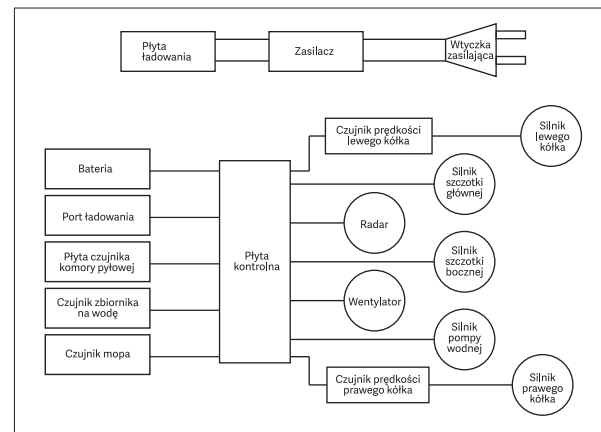 Płyta
ładowania
Zasilacz
Wtyczka
zasilająca
Bateria
Port ładowania
Płyta czujnika
komory pyłowej
Czujnik zbiornika
na wodę
Czujnik mopa
Płyta
kontrolna
Czujnik prędkości
lewego kółka
Silnik
lewego
kółka
Silnik
szczotki
głównej
Radar
Silnik
szczotki
bocznej
Wentylator
Silnik
pompy
wodnej
Czujnik prędkości
prawego kółka
Silnik
prawego
kółka